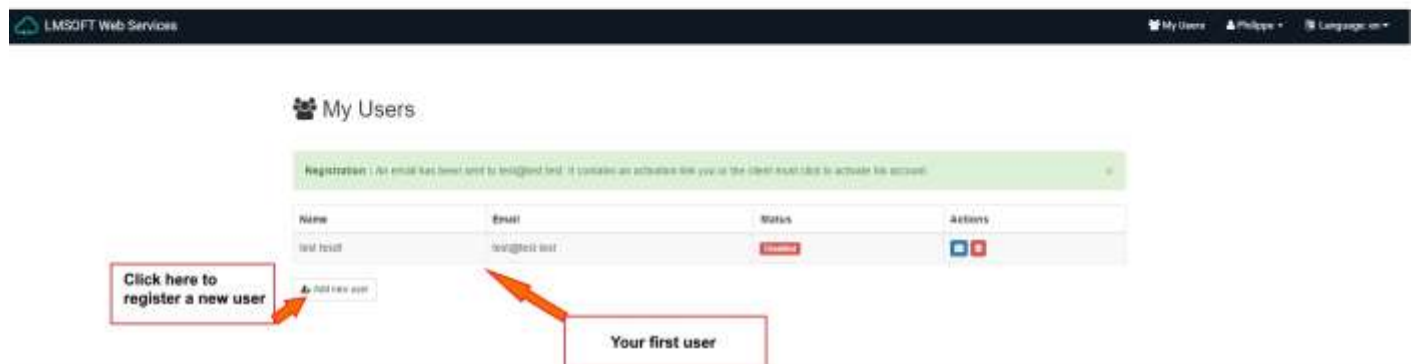 LMSOFT Web Services
My Users
Philippe
Language: en
My Users
Registration : An email has been sent to test@test.test. It contains an activation link you or the client must click to activate his account.
Name Email Status Actions
test test@test.test Disabled
Add new user
Click here to
register a new user
Your first user